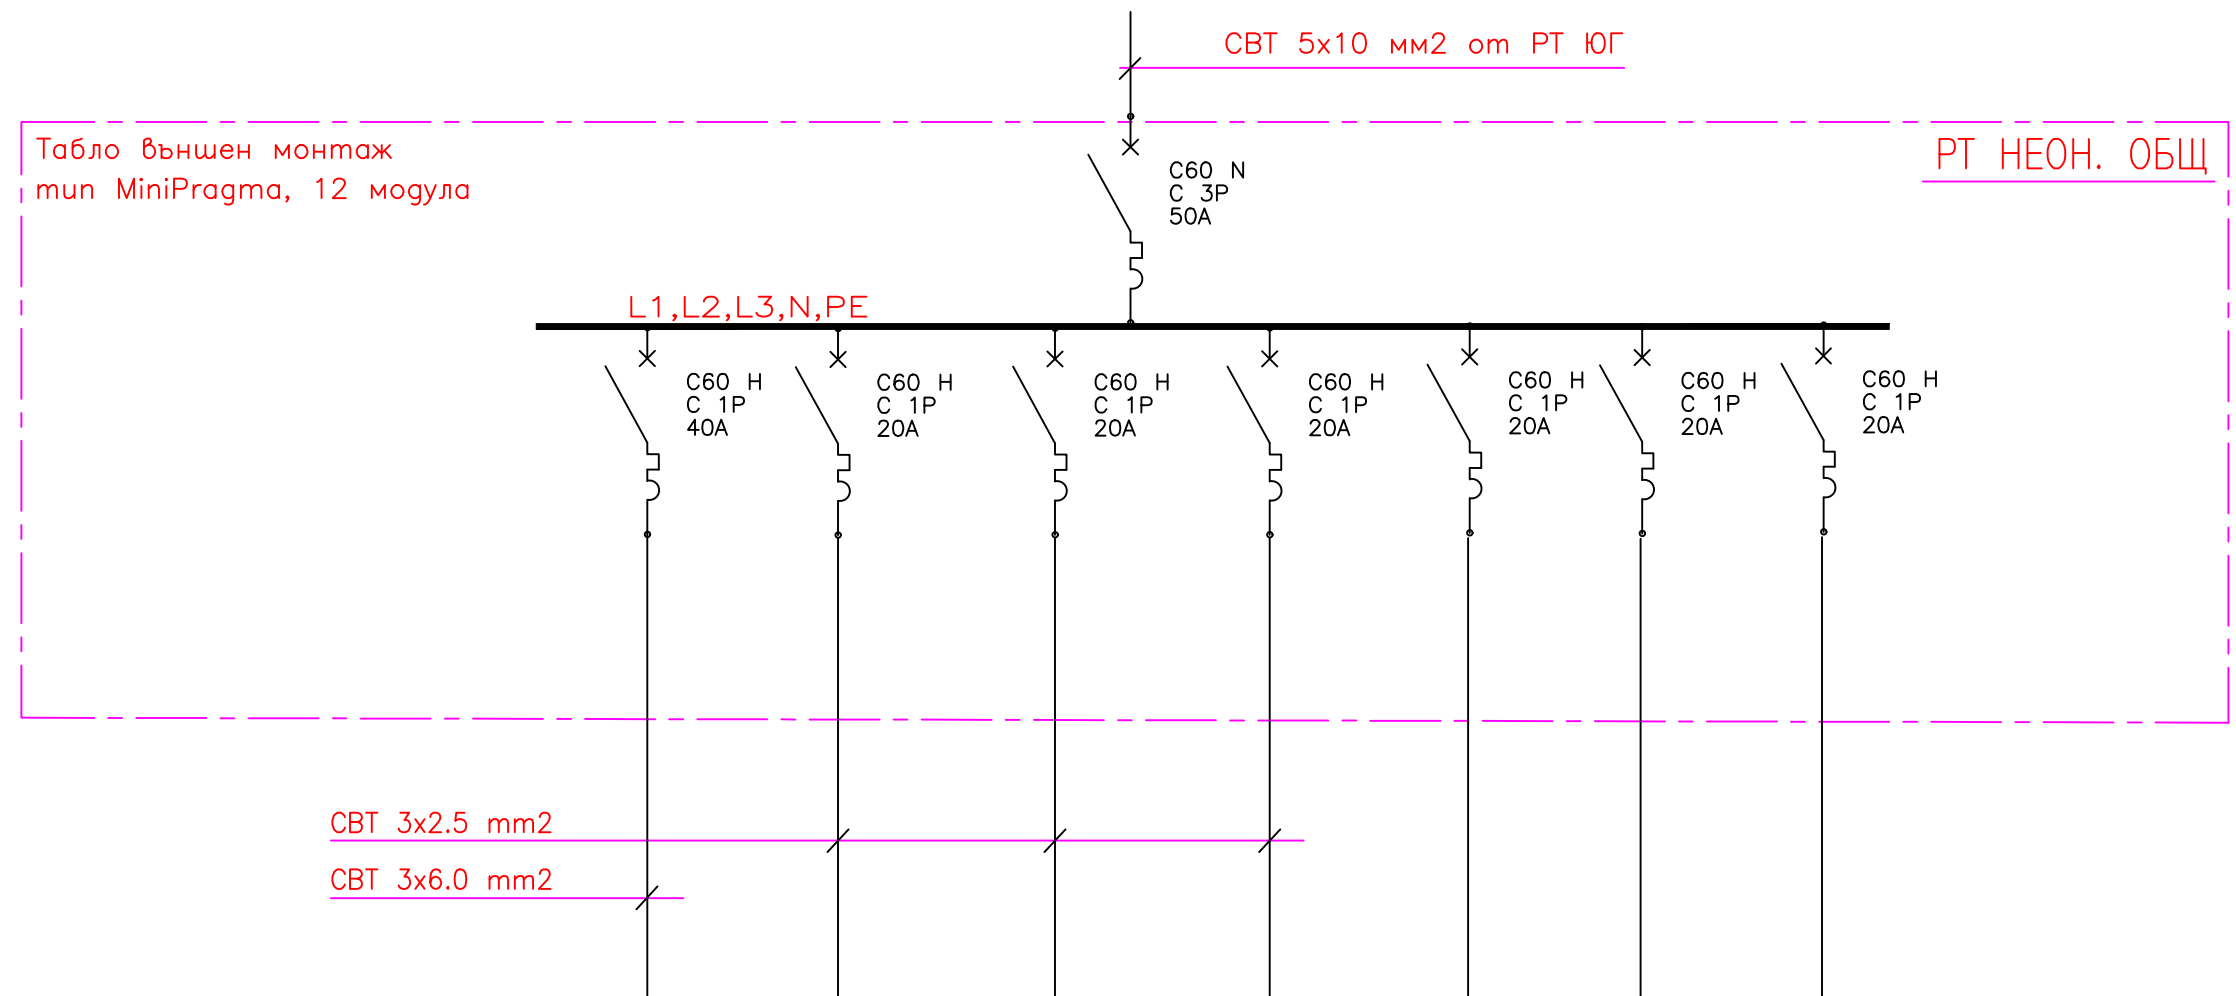 СВТ 5х10 мм2 от РТ ЮГ
Табло външен монтаж
тип MiniPragma, 12 модула
РТ НЕОН. ОБЩ
C60 N
C 3P
50A
L1,L2,L3,N,PE
C60 H
C 1P
40A
C60 H
C 1P
20A
C60 H
C 1P
20A
C60 H
C 1P
20A
C60 H
C 1P
20A
C60 H
C 1P
20A
C60 H
C 1P
20A
СВТ 3x2.5 mm2
СВТ 3x6.0 mm2